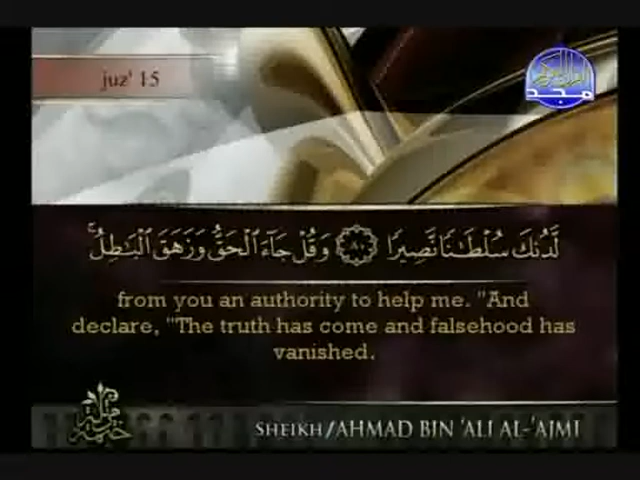 juz' 15
مجد
لَّدُنكَ سُلْطَـٰنًا نَّصِيرًا ٨٠ وَقُلْ جَآءَ ٱلْحَقُّ وَزَهَقَ ٱلْبَـٰطِلُ ۚ
from you an authority to help me. "And
declare, "The truth has come and falsehood has
vanished.
SHEIKH/AHMAD BIN 'ALI AL-'AJMI